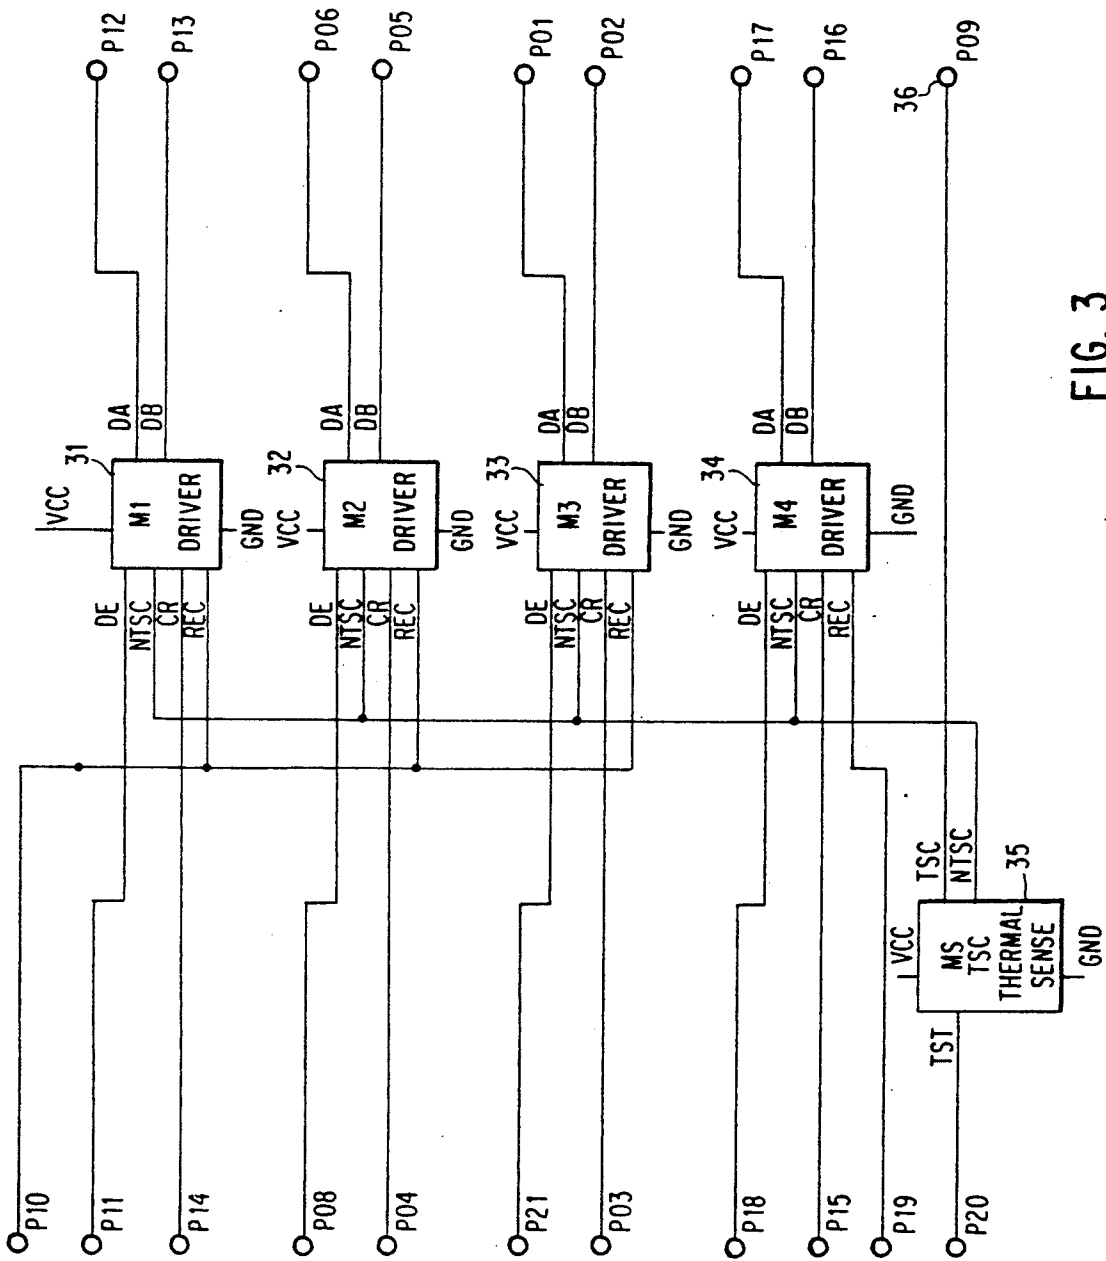 P12
P13
P06
P05
P01
P02
P17
P16
36
P09
VCC
31
DA
DB
M1
DRIVER
GND
DE
NTSC
CR
REC
VCC
32
DA
DB
M2
DRIVER
GND
DE
NTSC
CR
REC
VCC
33
DA
DB
M3
DRIVER
GND
DE
NTSC
CR
REC
VCC
34
DA
DB
M4
DRIVER
GND
DE
NTSC
CR
REC
VCC
TSC
NTSC
35
MS
TSC
THERMAL
SENSE
GND
TST
P10
P11
P14
P08
P04
P21
P03
P18
P15
P19
P20
FIG. 3